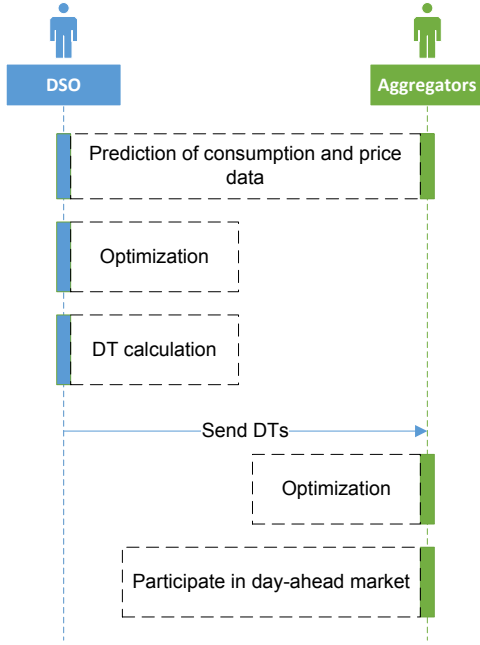 DSO
Aggregators
Prediction of consumption and price
data
Optimization
DT calculation
Send DTs
Optimization
Participate in day-ahead market